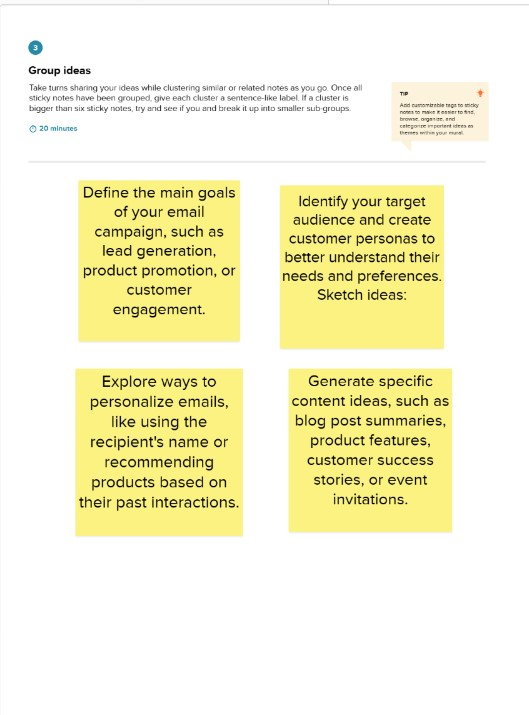 3
Group ideas
Take turns sharing your ideas while clustering similar or related notes as you go. Once all
sticky notes have been grouped, give each cluster a sentence-like label. If a cluster is
bigger than six sticky notes, try and see if you and break it up into smaller sub-groups.
20 minutes
TIP
Add customizable tags to sticky
notes to make it easier to find,
browse, organize, and
categorize important ideas as
themes within your mural.
Define the main goals
of your email
campaign, such as
lead generation,
product promotion, or
customer
engagement.
Identify your target
audience and create
customer personas to
better understand their
needs and preferences.
Sketch ideas:
Explore ways to
personalize emails,
like using the
recipient's name or
recommending
products based on
their past interactions.
Generate specific
content ideas, such as
blog post summaries,
product features,
customer success
stories, or event
invitations.